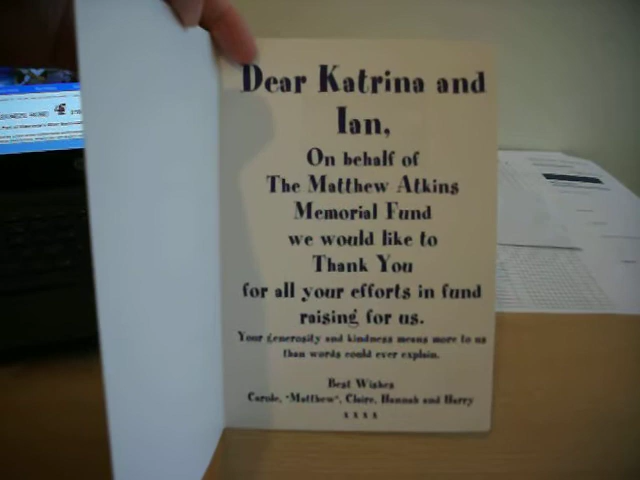 Dear Katrina and
Ian,
On behalf of
The Matthew Atkins
Memorial Fund
we would like to
Thank You
for all your efforts in fund
raising for us.
Your generosity and kindness means more to us
than words could ever explain.
Best Wishes
Carole, "Matthew", Claire, Hannah and Harry
x x x x